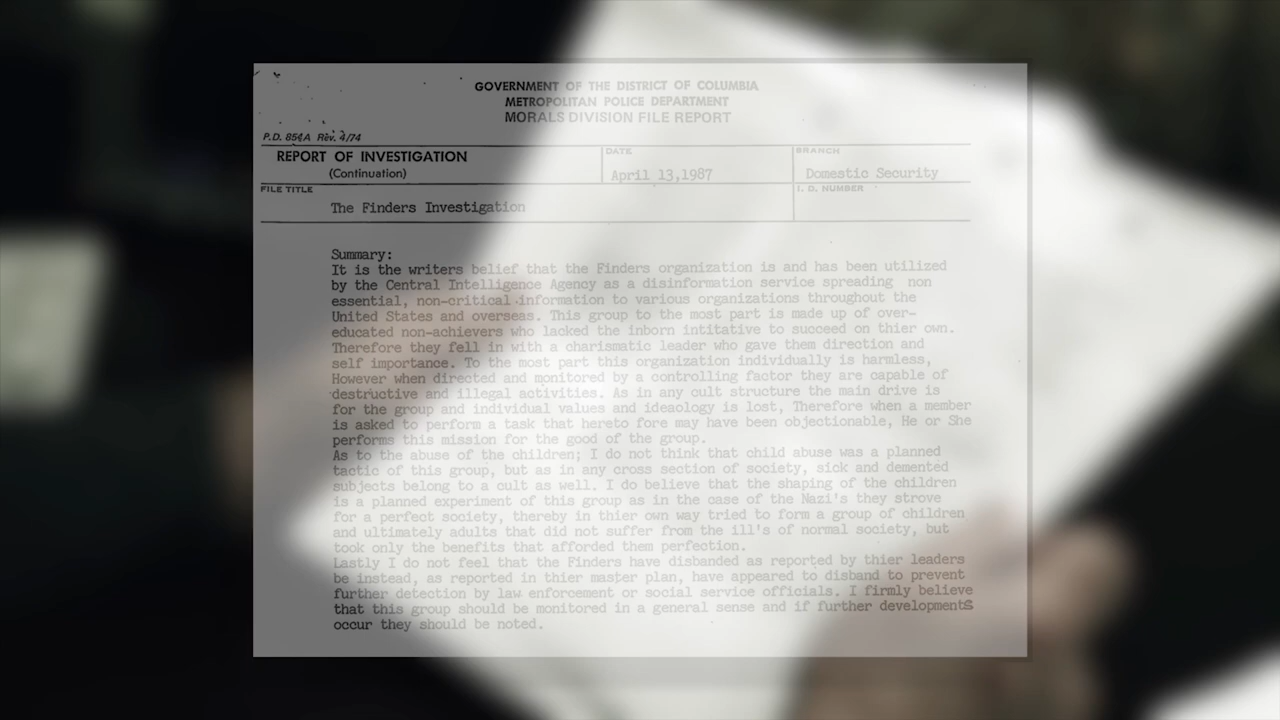 GOVERNMENT OF THE DISTRICT OF COLUMBIA
METROPOLITAN POLICE DEPARTMENT
MORALS DIVISION FILE REPORT
P.D. 854A Rev. 4/74
REPORT OF INVESTIGATION
(Continuation)
DATE
April 13,1987
BRANCH
Domestic Security
FILE TITLE
The Finders Investigation
I. D. NUMBER
Summary:
It is the writers belief that the Finders organization is and has been utilized
by the Central Intelligence Agency as a disinformation service spreading non
essential, non-critical information to various organizations throughout the
United States and overseas. This group to the most part is made up of over-
educated non-achievers who lacked the inborn intitative to succeed on thier own.
Therefore they fell in with a charismatic leader who gave them direction and
self importance. To the most part this organization individually is harmless,
However when directed and monitored by a controlling factor they are capable of
destructive and illegal activities. As in any cult structure the main drive is
for the group and individual values and ideaology is lost, Therefore when a member
is asked to perform a task that hereto fore may have been objectionable, He or She
performs this mission for the good of the group.
As to the abuse of the children; I do not think that child abuse was a planned
tactic of this group, but as in any cross section of society, sick and demented
subjects belong to a cult as well. I do believe that the shaping of the children
is a planned experiment of this group as in the case of the Nazi's they strove
for a perfect society, thereby in thier own way tried to form a group of children
and ultimately adults that did not suffer from the ill's of normal society, but
took only the benefits that afforded them perfection.
Lastly I do not feel that the Finders have disbanded as reported by thier leaders
be instead, as reported in thier master plan, have appeared to disband to prevent
further detection by law enforcement or social service officials. I firmly believe
that this group should be monitored in a general sense and if further developments
occur they should be noted.